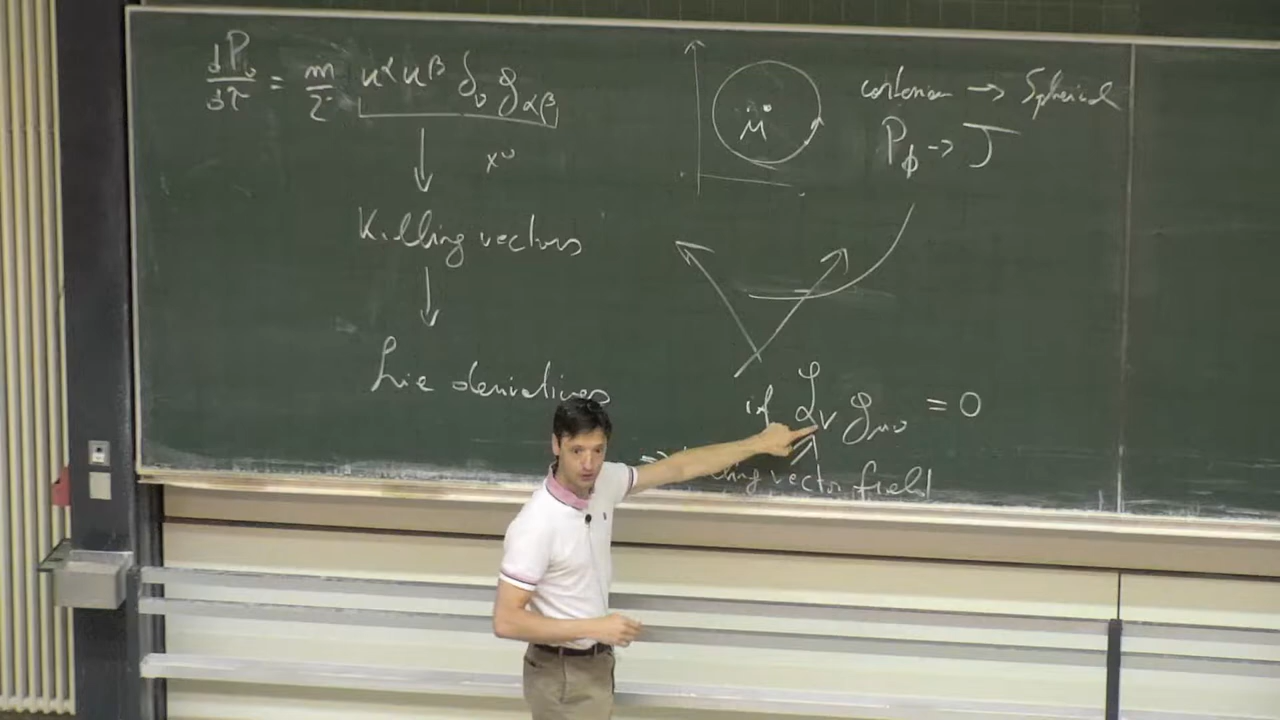 dP_ν/dτ = m/2 u^α u^β ∂_ν g_αβ
x^ν
Killing vectors
Lie derivatives
M
cartesian → Spherical
P_ϕ → J
if ℒ_V g_μν = 0
vector field